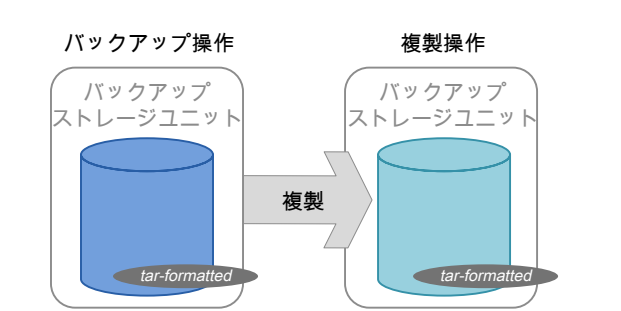 バックアップ操作
複製操作
バックアップ
ストレージユニット
バックアップ
ストレージユニット
複製
tar-formatted
tar-formatted